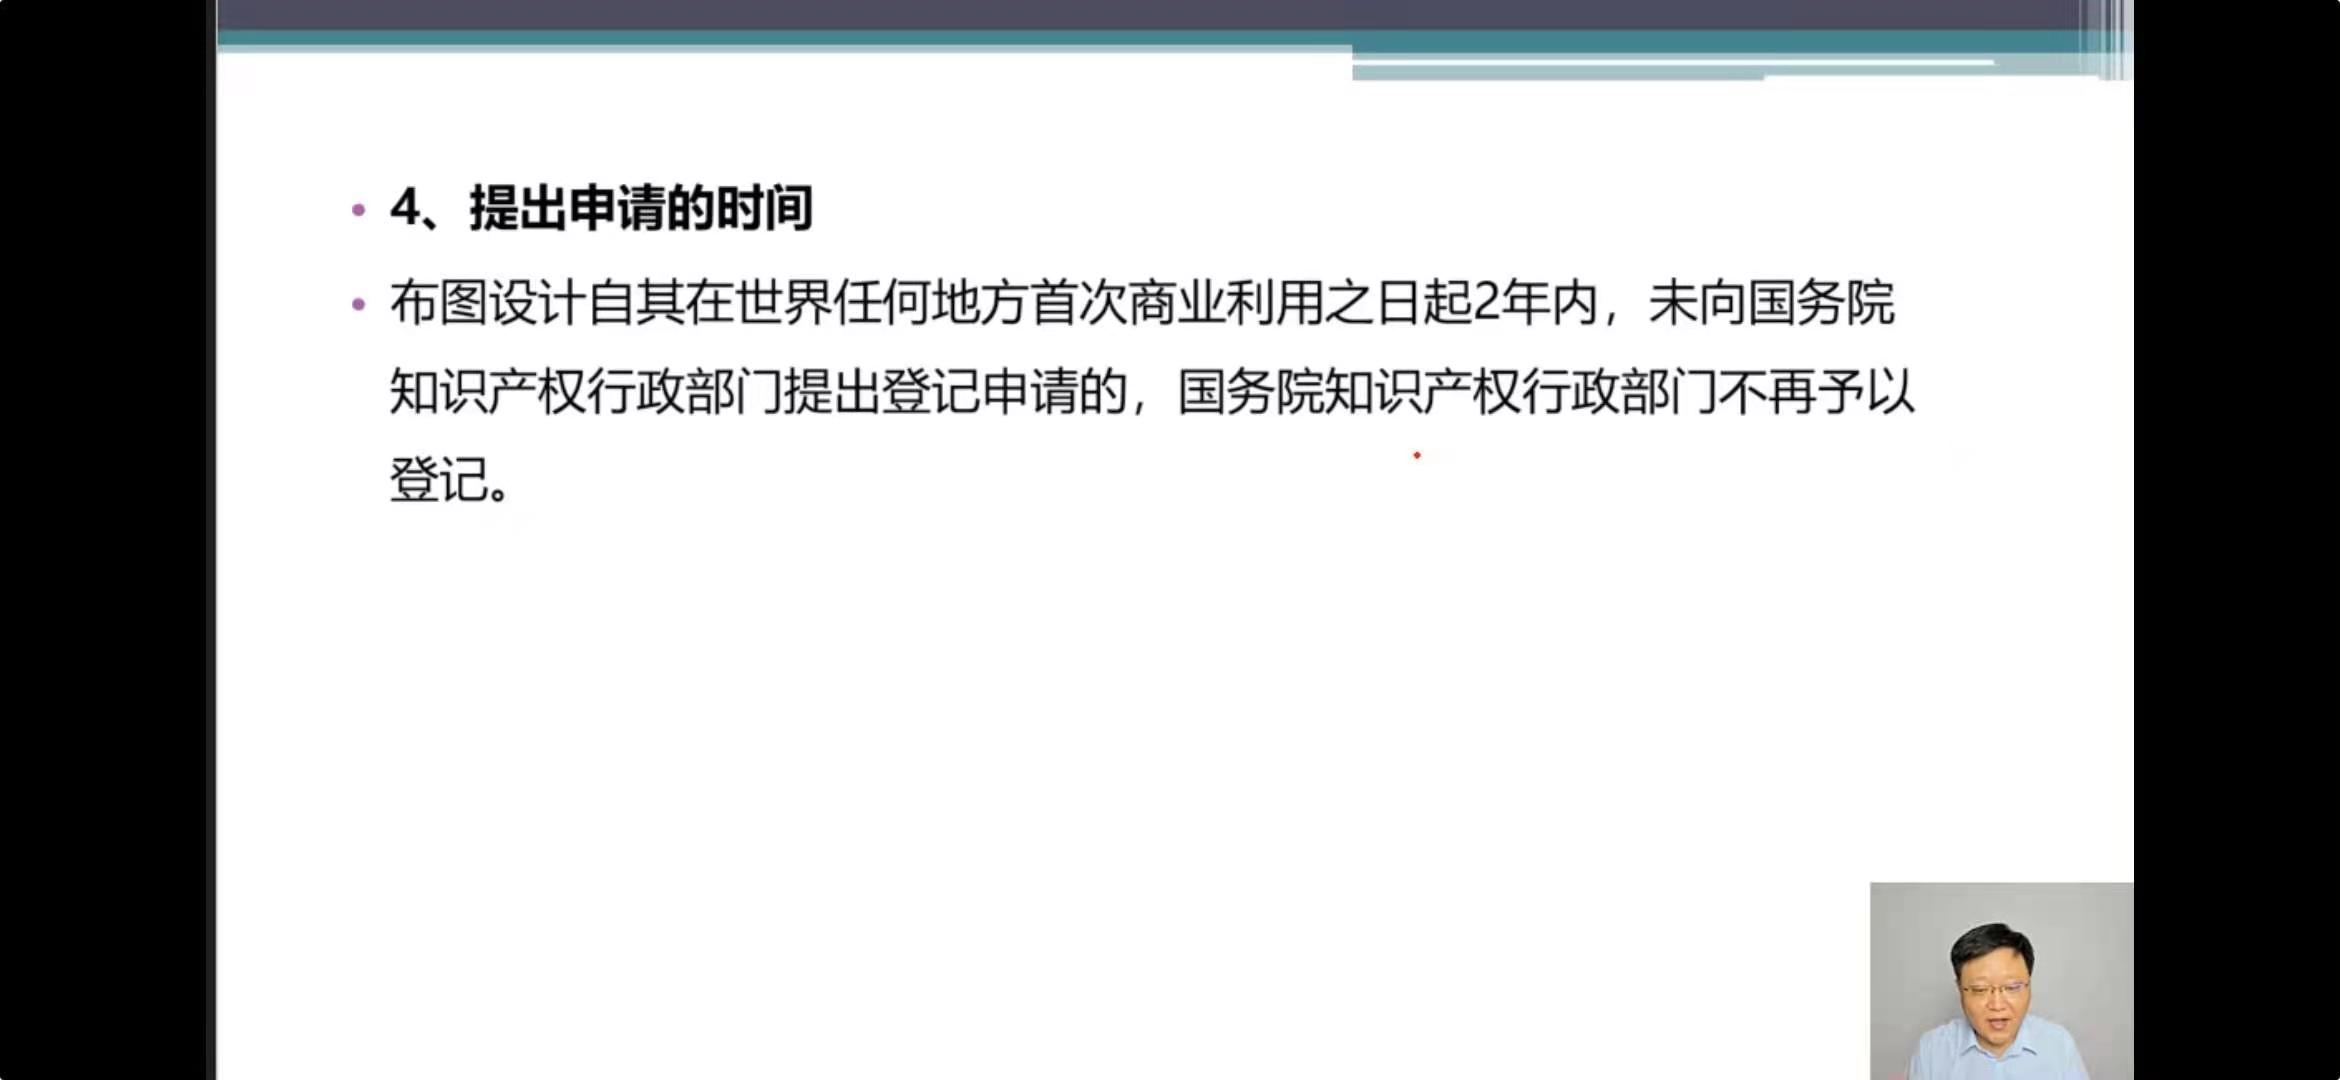 4、提出申请的时间
布图设计自其在世界任何地方首次商业利用之日起2年内，未向国务院
知识产权行政部门提出登记申请的，国务院知识产权行政部门不再予以
登记。